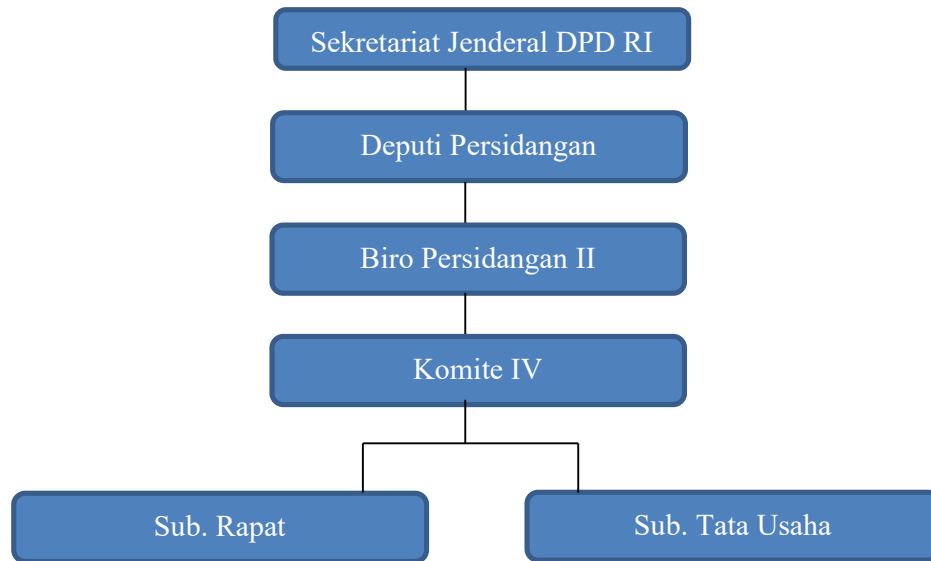 Sekretariat Jenderal DPD RI
Deputi Persidangan
Biro Persidangan II
Komite IV
Sub. Rapat
Sub. Tata Usaha